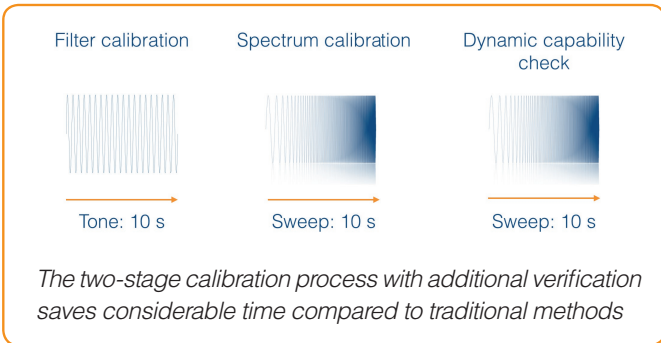 Filter calibration
Spectrum calibration
Dynamic capability
check
Tone: 10 s
Sweep: 10 s
Sweep: 10 s
The two-stage calibration process with additional verification
saves considerable time compared to traditional methods